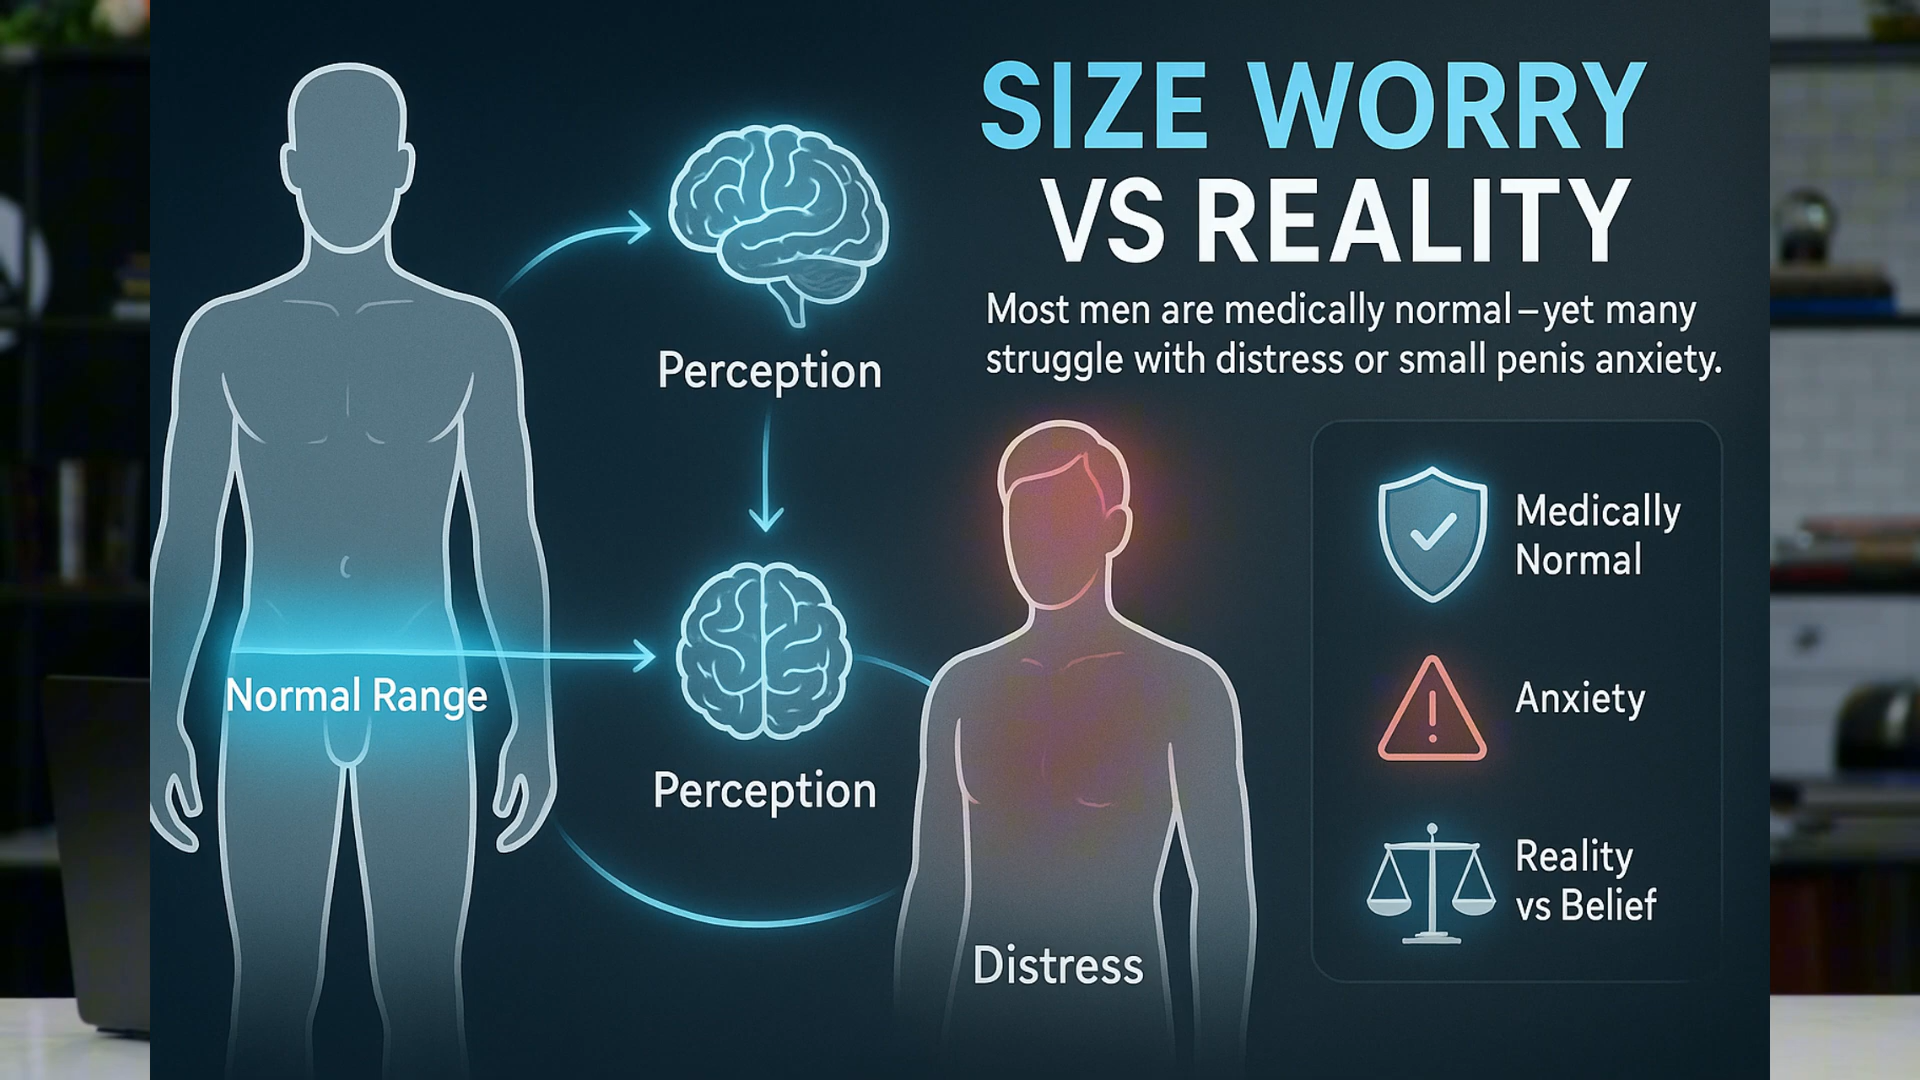 SIZE WORRY
VS REALITY
Most men are medically normal – yet many
struggle with distress or small penis anxiety.
Perception
Normal Range
Perception
Distress
Medically
Normal
Anxiety
Reality
vs Belief